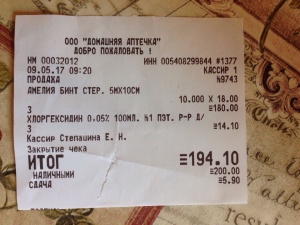 ООО "ДОМАШНЯЯ АПТЕЧКА"
ДОБРО ПОЖАЛОВАТЬ !
НМ 00032012 ИНН 005408299844 #1377
09.05.17 09:20 КАССИР 1
ПРОДАЖА №9743
АМЕЛИЯ БИНТ СТЕР. 5МХ10СМ
10.000 X 18.00
3 ≡180.00
ХЛОРГЕКСИДИН 0.05% 100МЛ. №1 ПЭТ. Р-Р Д/
3 ≡14.10
Кассир Степашина Е. Н.
Закрытие чека
ИТОГ ≡194.10
НАЛИЧНЫМИ ≡200.00
СДАЧА ≡5.90